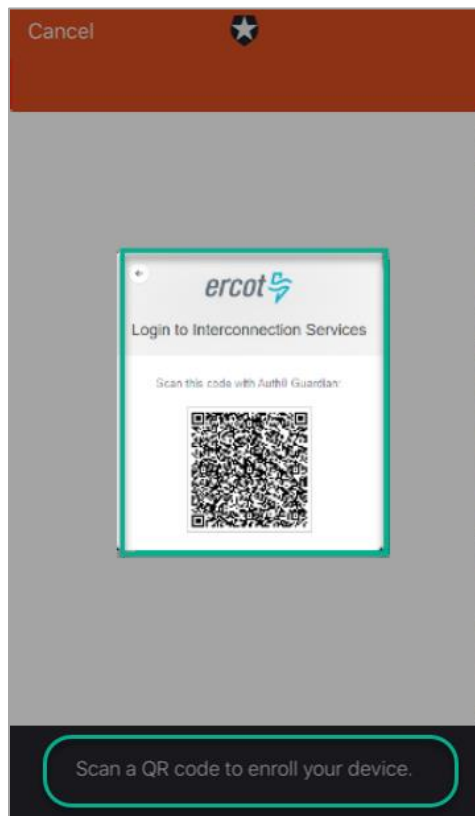 Cancel
ercot
Login to Interconnection Services
Scan this code with Auth0 Guardian:
Scan a QR code to enroll your device.